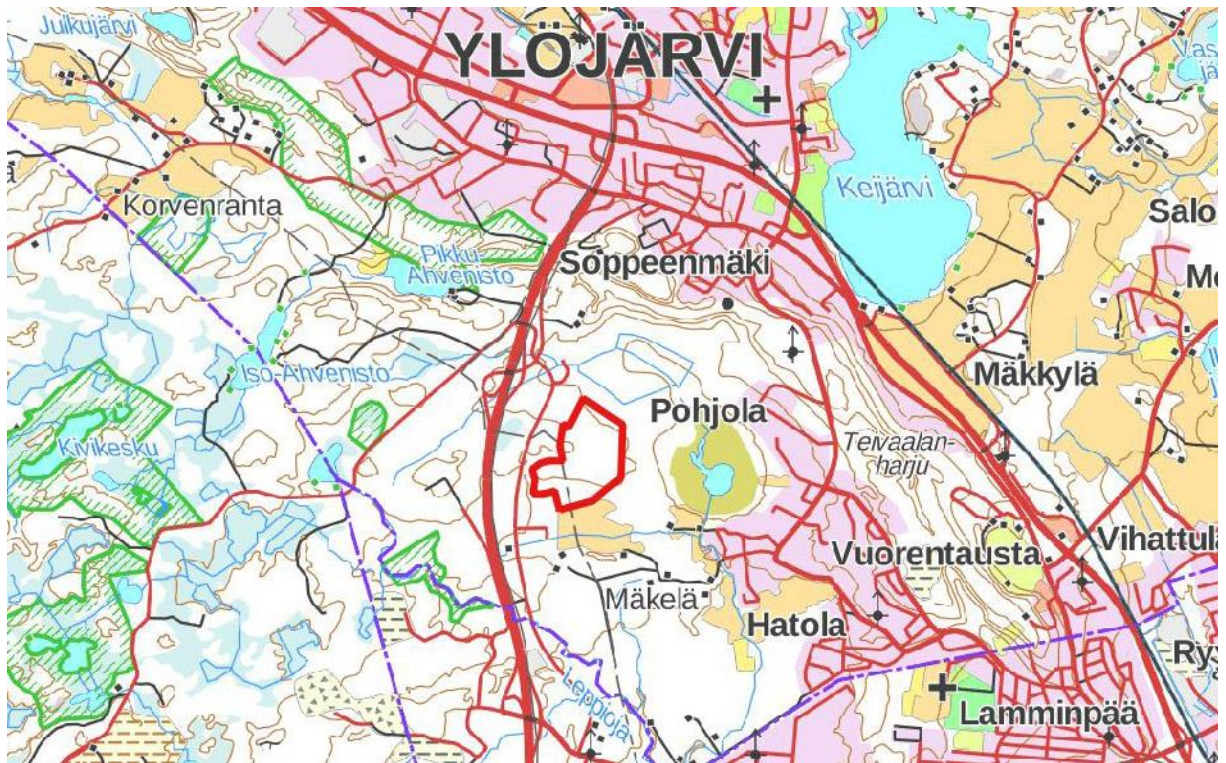 Julkujärvi
YLÖJÄRVI
Keijärvi
Korvenranta
Salo
Pikku-
Ahvenisto
Soppeenmäki
Iso-Ahvenisto
Mäkkylä
Pohjola
Teivaalan-
harju
Kivikesku
Vuorentausta
Vihattula
Mäkelä
Hatola
Leppioja
Lamminpää